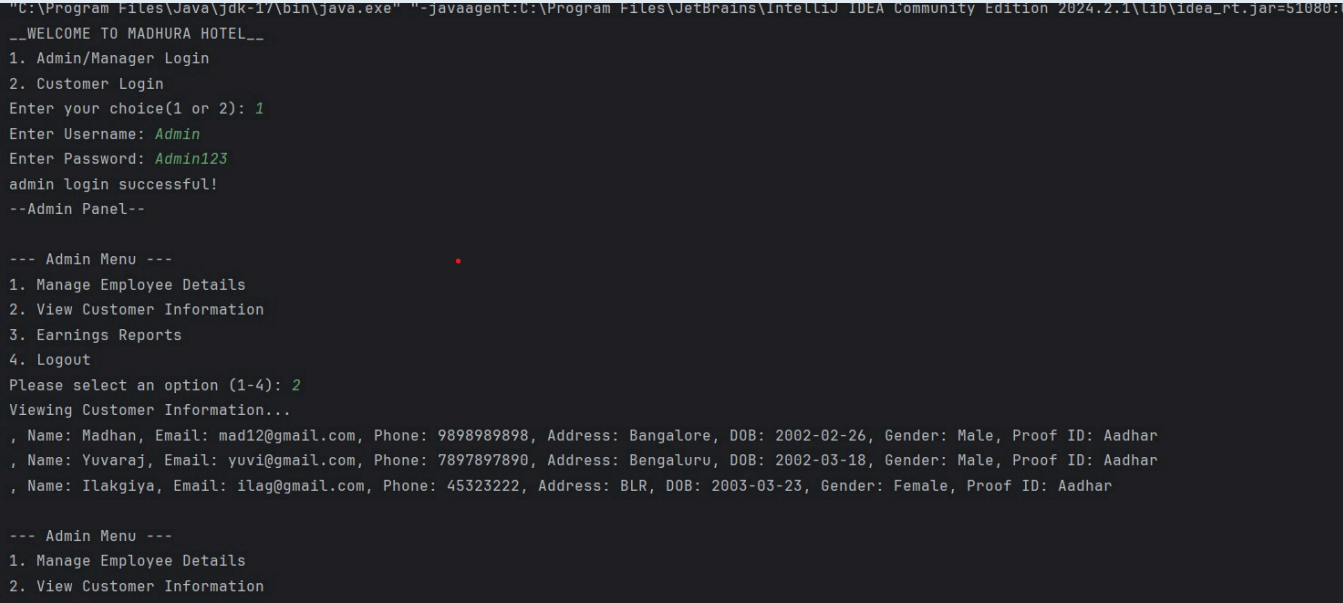 "C:\Program Files\Java\jdk-17\bin\java.exe" "-javaagent:C:\Program Files\JetBrains\IntelliJ IDEA Community Edition 2024.2.1\lib\idea_rt.jar=51080:
__WELCOME TO MADHURA HOTEL__
1. Admin/Manager Login
2. Customer Login
Enter your choice(1 or 2): 1
Enter Username: Admin
Enter Password: Admin123
admin login successful!
--Admin Panel--
--- Admin Menu ---
1. Manage Employee Details
2. View Customer Information
3. Earnings Reports
4. Logout
Please select an option (1-4): 2
Viewing Customer Information...
, Name: Madhan, Email: mad12@gmail.com, Phone: 9898989898, Address: Bangalore, DOB: 2002-02-26, Gender: Male, Proof ID: Aadhar
, Name: Yuvaraj, Email: yuvi@gmail.com, Phone: 7897897890, Address: Bengaluru, DOB: 2002-03-18, Gender: Male, Proof ID: Aadhar
, Name: Ilakgiya, Email: ilag@gmail.com, Phone: 45323222, Address: BLR, DOB: 2003-03-23, Gender: Female, Proof ID: Aadhar
--- Admin Menu ---
1. Manage Employee Details
2. View Customer Information